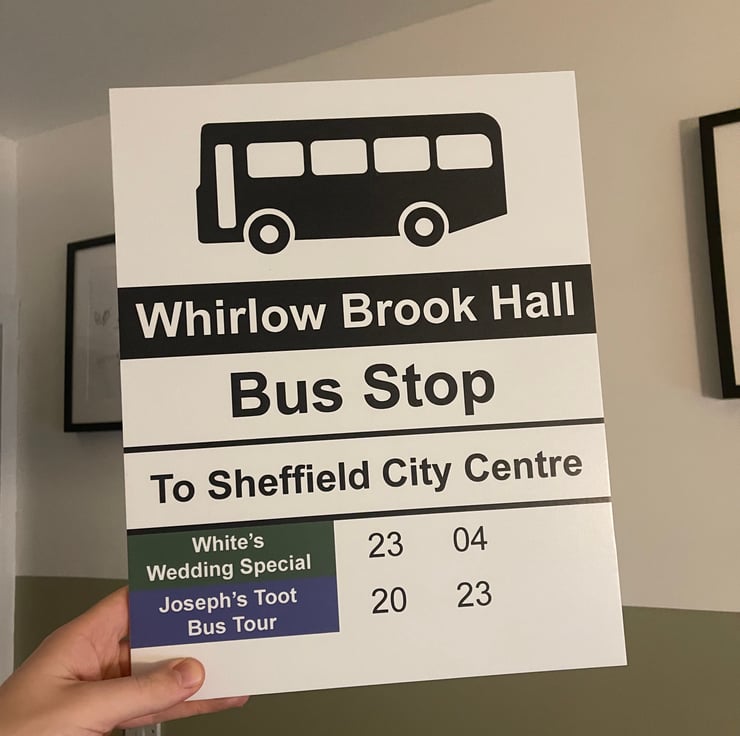 Whirlow Brook Hall
Bus Stop
To Sheffield City Centre
White's
Wedding Special
23 04
Joseph's Toot
Bus Tour
20 23